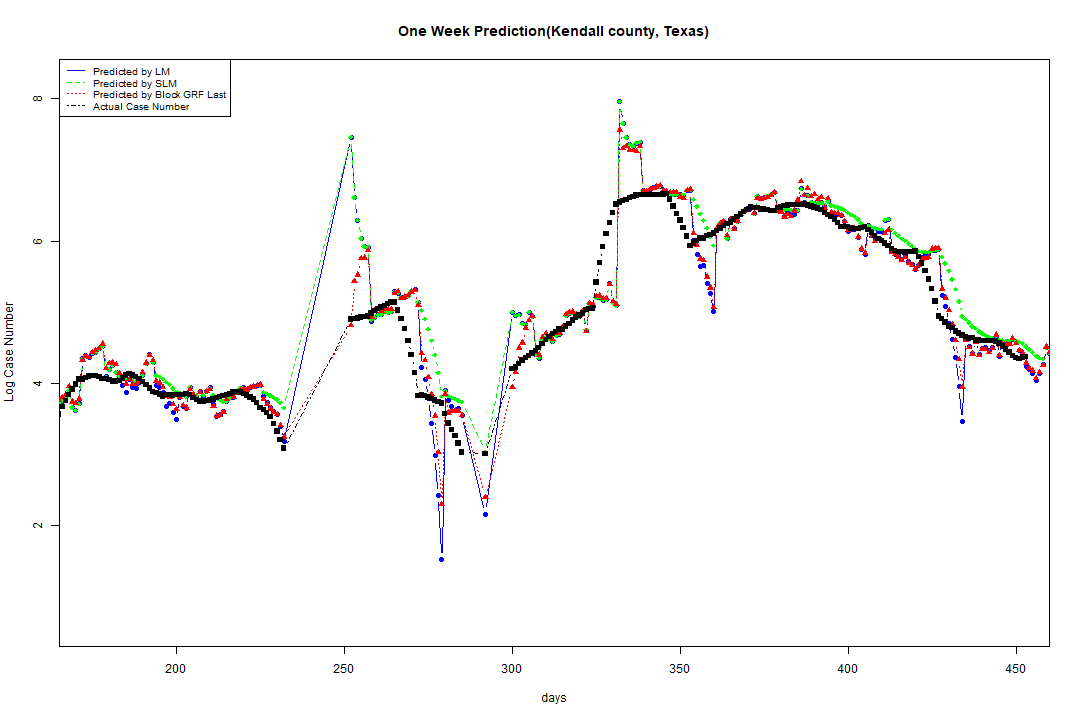 One Week Prediction(Kendall county, Texas)
Predicted by LM
Predicted by SLM
Predicted by Block GRF Last
Actual Case Number
8
6
4
2
Log Case Number
200 250 300 350 400 450
days